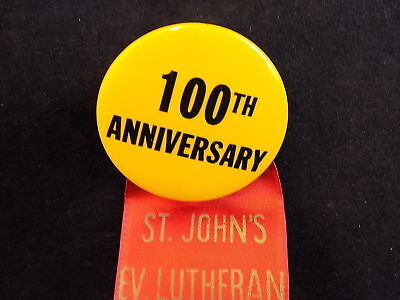 100TH
ANNIVERSARY
ST. JOHN'S
EV LUTHERAN